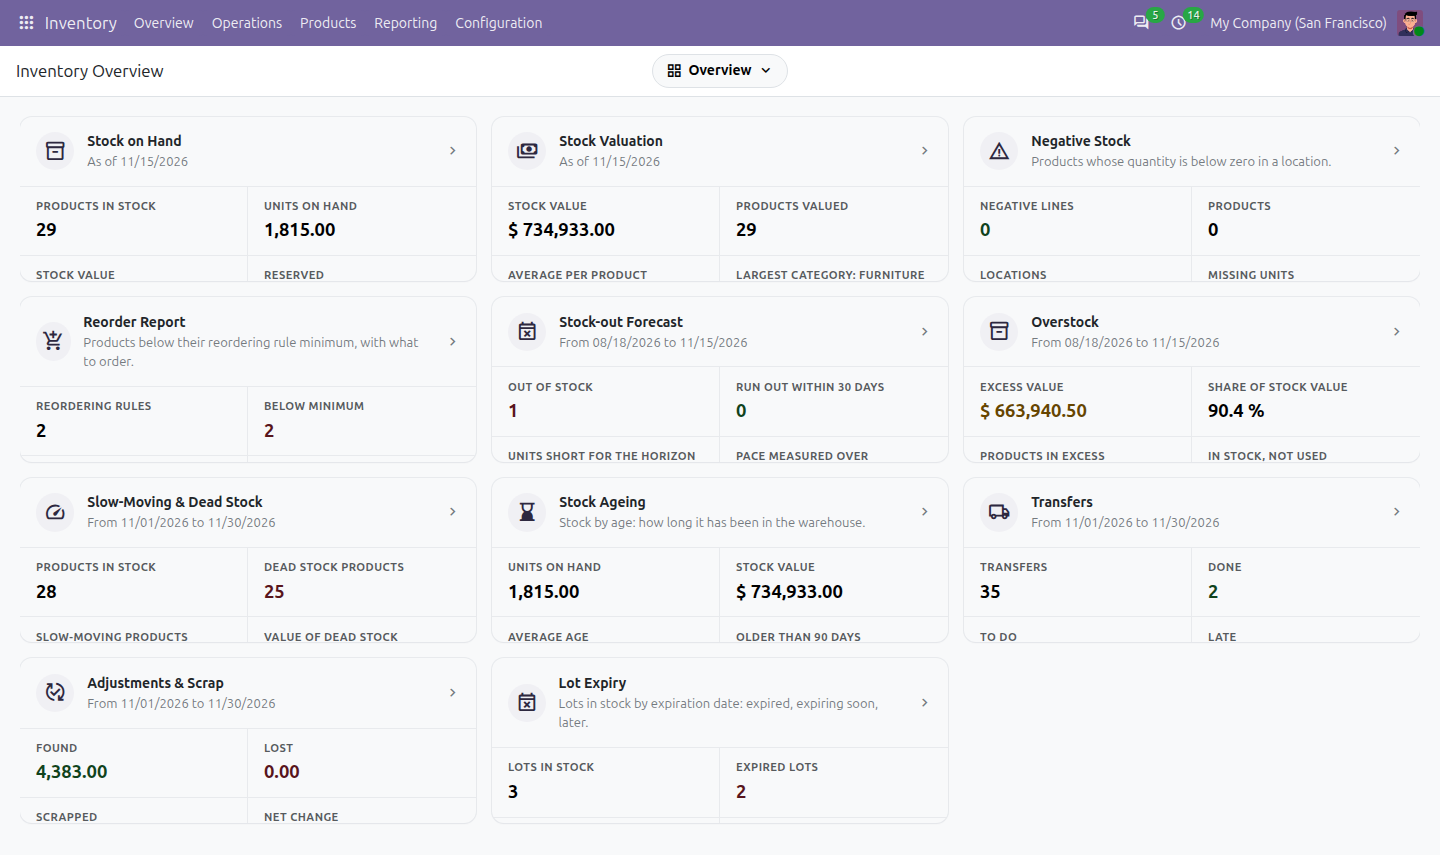 Inventory Overview Operations Products Reporting Configuration 5 14 My Company (San Francisco)
Inventory Overview
Overview
Stock on Hand
As of 11/15/2026
PRODUCTS IN STOCK
29
UNITS ON HAND
1,815.00
STOCK VALUE
RESERVED
Stock Valuation
As of 11/15/2026
STOCK VALUE
$ 734,933.00
PRODUCTS VALUED
29
AVERAGE PER PRODUCT
LARGEST CATEGORY: FURNITURE
Negative Stock
Products whose quantity is below zero in a location.
NEGATIVE LINES
0
PRODUCTS
0
LOCATIONS
MISSING UNITS
Reorder Report
Products below their reordering rule minimum, with what
to order.
REORDERING RULES
2
BELOW MINIMUM
2
Stock-out Forecast
From 08/18/2026 to 11/15/2026
OUT OF STOCK
1
RUN OUT WITHIN 30 DAYS
0
UNITS SHORT FOR THE HORIZON
PACE MEASURED OVER
Overstock
From 08/18/2026 to 11/15/2026
EXCESS VALUE
$ 663,940.50
SHARE OF STOCK VALUE
90.4 %
PRODUCTS IN EXCESS
IN STOCK, NOT USED
Slow-Moving & Dead Stock
From 11/01/2026 to 11/30/2026
PRODUCTS IN STOCK
28
DEAD STOCK PRODUCTS
25
SLOW-MOVING PRODUCTS
VALUE OF DEAD STOCK
Stock Ageing
Stock by age: how long it has been in the warehouse.
UNITS ON HAND
1,815.00
STOCK VALUE
$ 734,933.00
AVERAGE AGE
OLDER THAN 90 DAYS
Transfers
From 11/01/2026 to 11/30/2026
TRANSFERS
35
DONE
2
TO DO
LATE
Adjustments & Scrap
From 11/01/2026 to 11/30/2026
FOUND
4,383.00
LOST
0.00
SCRAPPED
NET CHANGE
Lot Expiry
Lots in stock by expiration date: expired, expiring soon,
later.
LOTS IN STOCK
3
EXPIRED LOTS
2